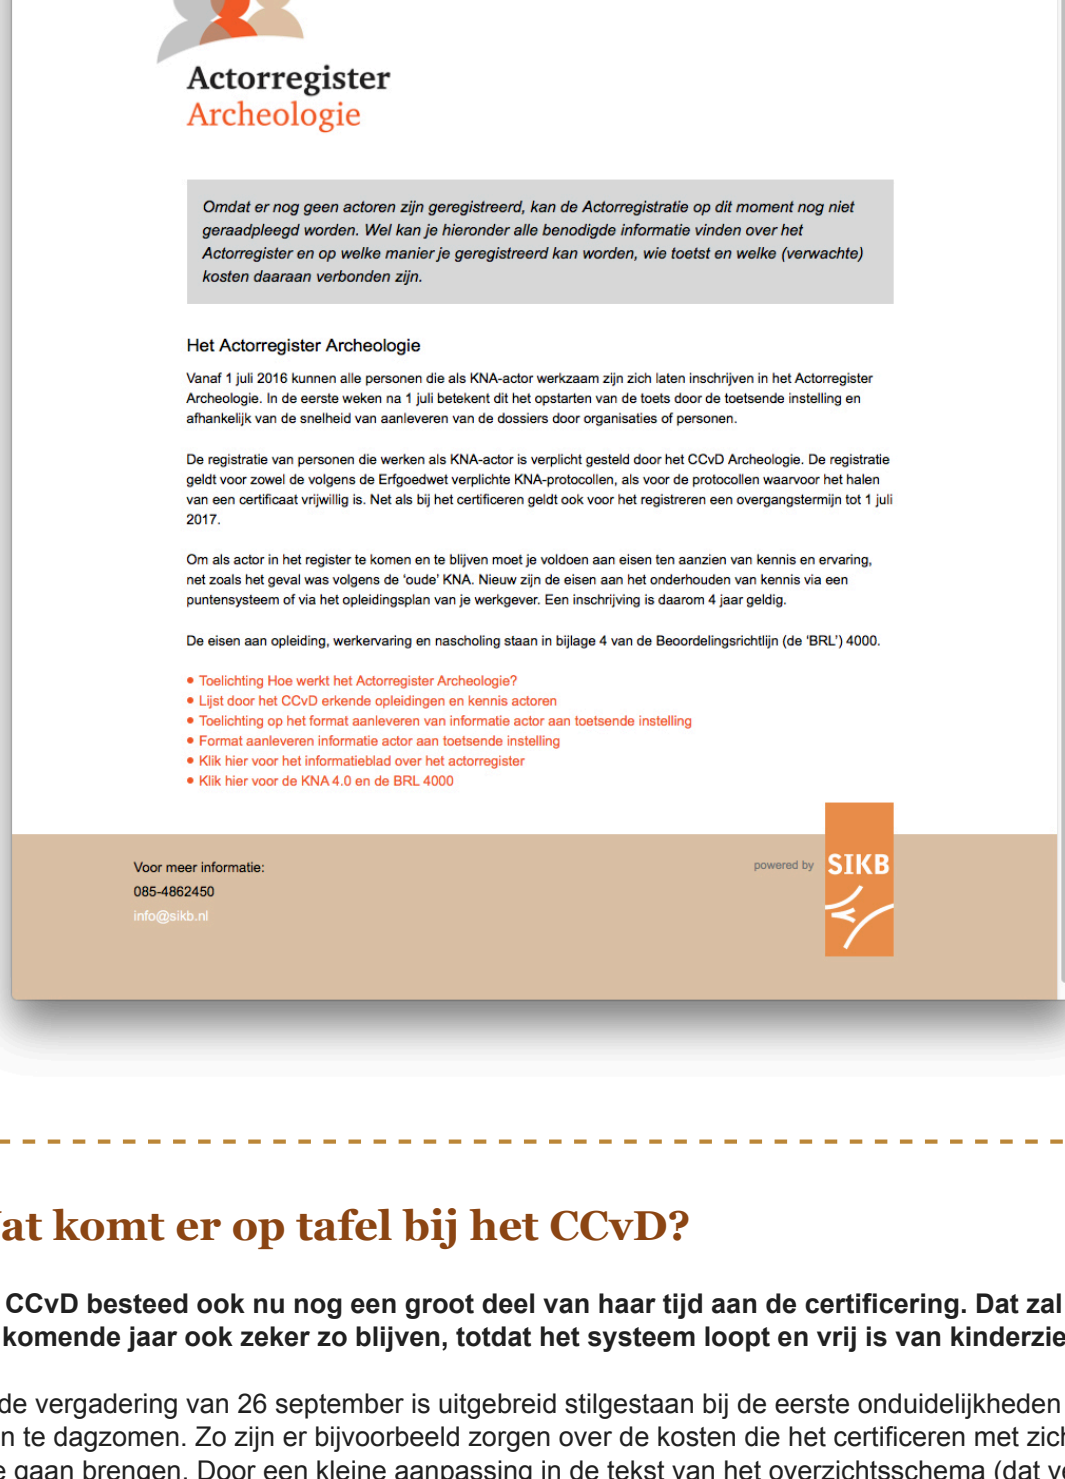 Actorregister
Archeologie
Omdat er nog geen actoren zijn geregistreerd, kan de Actorregistratie op dit moment nog niet
geraadpleegd worden. Wel kan je hieronder alle benodigde informatie vinden over het
Actorregister en op welke manier je geregistreerd kan worden, wie toetst en welke (verwachte)
kosten daaraan verbonden zijn.
Het Actorregister Archeologie
Vanaf 1 juli 2016 kunnen alle personen die als KNA-actor werkzaam zijn zich laten inschrijven in het Actorregister
Archeologie. In de eerste weken na 1 juli betekent dit het opstarten van de toets door de toetsende instelling en
afhankelijk van de snelheid van aanleveren van de dossiers door organisaties of personen.
De registratie van personen die werken als KNA-actor is verplicht gesteld door het CCvD Archeologie. De registratie
geldt voor zowel de volgens de Erfgoedwet verplichte KNA-protocollen, als voor de protocollen waarvoor het halen
van een certificaat vrijwillig is. Net als bij het certificeren geldt ook voor het registreren een overgangstermijn tot 1 juli
2017.
Om als actor in het register te komen en te blijven moet je voldoen aan eisen ten aanzien van kennis en ervaring,
net zoals het geval was volgens de ‘oude’ KNA. Nieuw zijn de eisen aan het onderhouden van kennis via een
puntensysteem of via het opleidingsplan van je werkgever. Een inschrijving is daarom 4 jaar geldig.
De eisen aan opleiding, werkervaring en nascholing staan in bijlage 4 van de Beoordelingsrichtlijn (de 'BRL') 4000.
• Toelichting Hoe werkt het Actorregister Archeologie?
• Lijst door het CCvD erkende opleidingen en kennis actoren
• Toelichting op het format aanleveren van informatie actor aan toetsende instelling
• Format aanleveren informatie actor aan toetsende instelling
• Klik hier voor het informatieblad over het actorregister
• Klik hier voor de KNA 4.0 en de BRL 4000
Voor meer informatie:
085-4862450
info@sikb.nl
powered by SIKB
at komt er op tafel bij het CCvD?
CCvD besteed ook nu nog een groot deel van haar tijd aan de certificering. Dat zal
komende jaar ook zeker zo blijven, totdat het systeem loopt en vrij is van kinderzie
de vergadering van 26 september is uitgebreid stilgestaan bij de eerste onduidelijkheden
n te dagzomen. Zo zijn er bijvoorbeeld zorgen over de kosten die het certificeren met zich
e gaan brengen. Door een kleine aanpassing in de tekst van het overzichtsschema (dat v